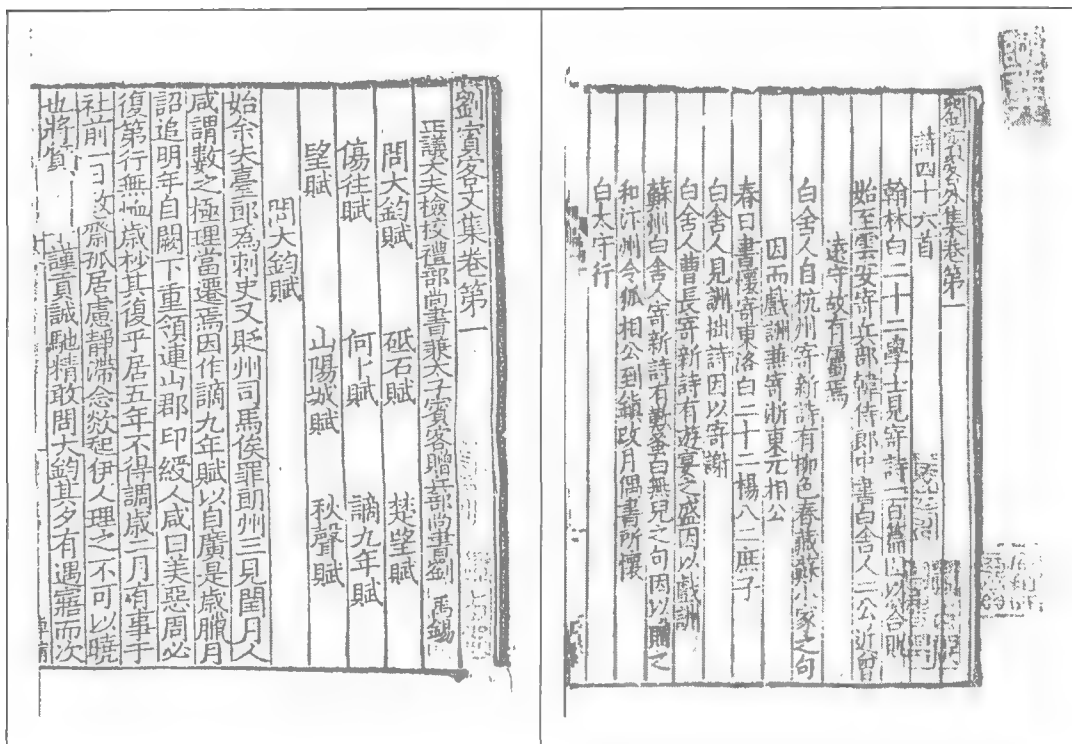 劉賓客外集卷第一
詩四十六首
翰林白二十二學士見寄詩一百篇因以答貺
始至雲安寄兵部韓侍郎中書白舍人二公近曾
遠守故有屬焉
白舍人自杭州寄新詩有柳色春藏蘇小家之句
因而戲詶兼寄浙東元相公
春日書懷寄東洛白二十二楊八二庶子
白舍人見詶拙詩因以寄謝
白舍人曹長寄新詩有遊宴之盛因以戲詶
蘇州白舍人寄新詩有歎蚤白無兒之句因以贈之
和汴州令狐相公到鎮改月偶書所懷
白太守行
劉賓客文集卷第一
正議大夫檢校禮部尚書兼太子賓客贈兵部尚書劉 禹錫
問大鈞賦 砥石賦 楚望賦
傷往賦 何卜賦 謫九年賦
望賦 山陽城賦 秋聲賦
問大鈞賦
始余失臺郎為刺史又貶州司馬俟罪朗州三見閏月人
咸謂數之極理當遷焉因作謫九年賦以自廣是歲臘月
詔追明年自闕下重領連山郡印綬人咸曰美惡周必
復第行無恤歲杪其復乎居五年不得調歲二月有事于
社前一日致齋孤居慮靜滯念歘起伊人理之不可以曉
也將質 謹貢誠馳精敢問大鈞其夕有遇寤而次